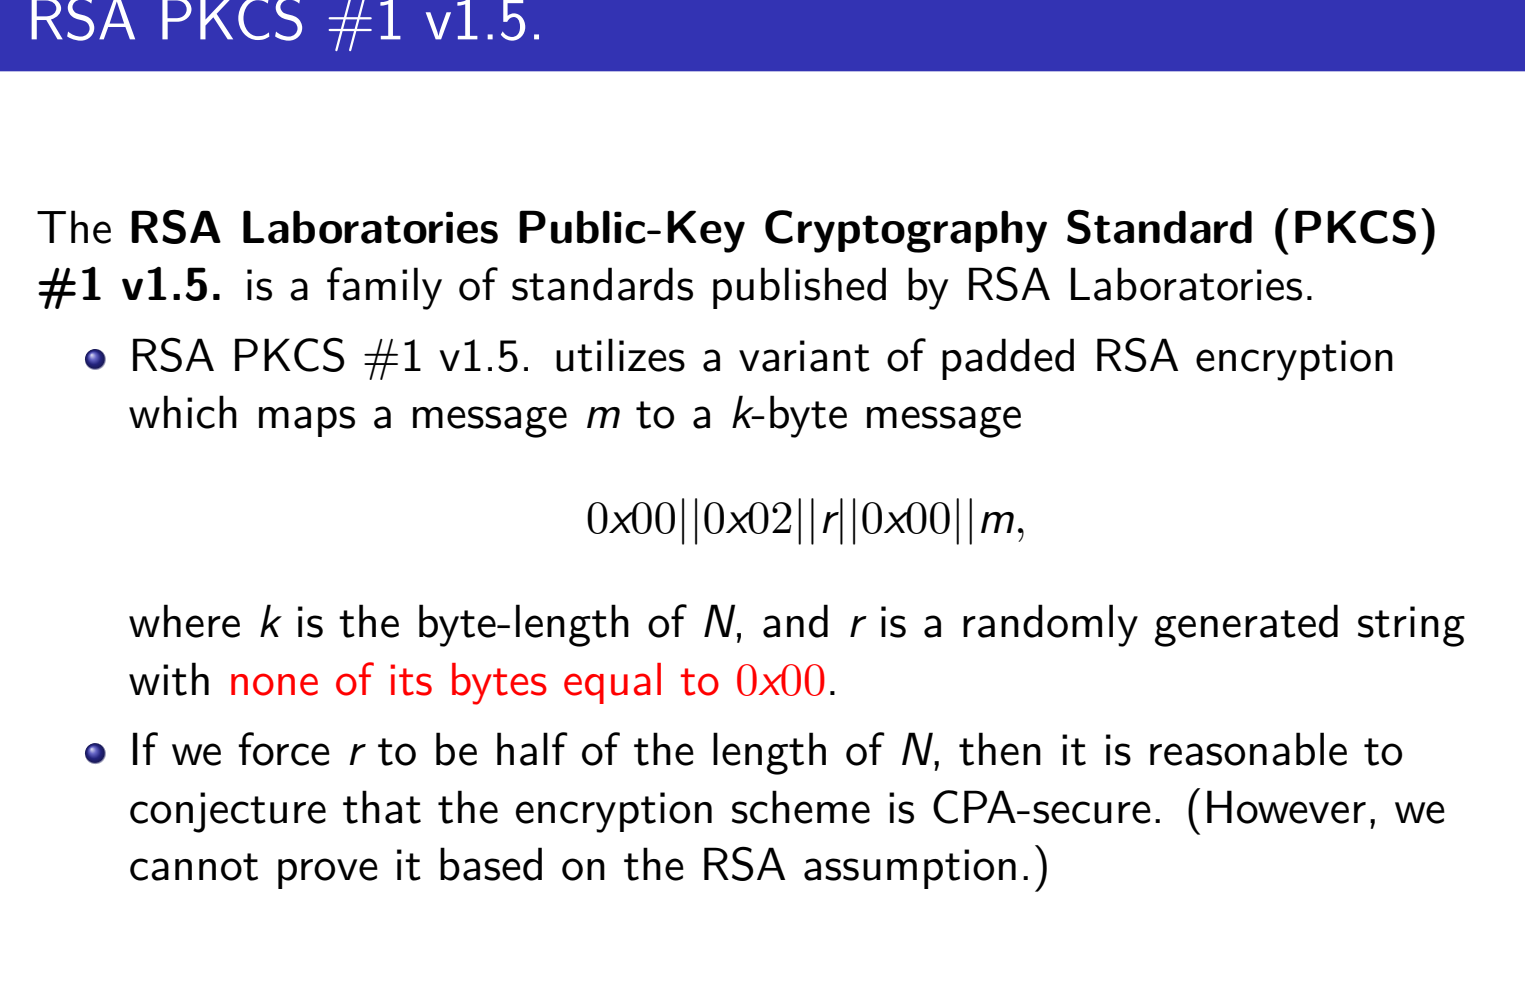 RSA PKCS #1 v1.5.
The RSA Laboratories Public-Key Cryptography Standard (PKCS)
#1 v1.5. is a family of standards published by RSA Laboratories.
RSA PKCS #1 v1.5. utilizes a variant of padded RSA encryption
which maps a message m to a k-byte message
0x00||0x02||r||0x00||m,
where k is the byte-length of N, and r is a randomly generated string
with none of its bytes equal to 0x00.
If we force r to be half of the length of N, then it is reasonable to
conjecture that the encryption scheme is CPA-secure. (However, we
cannot prove it based on the RSA assumption.)